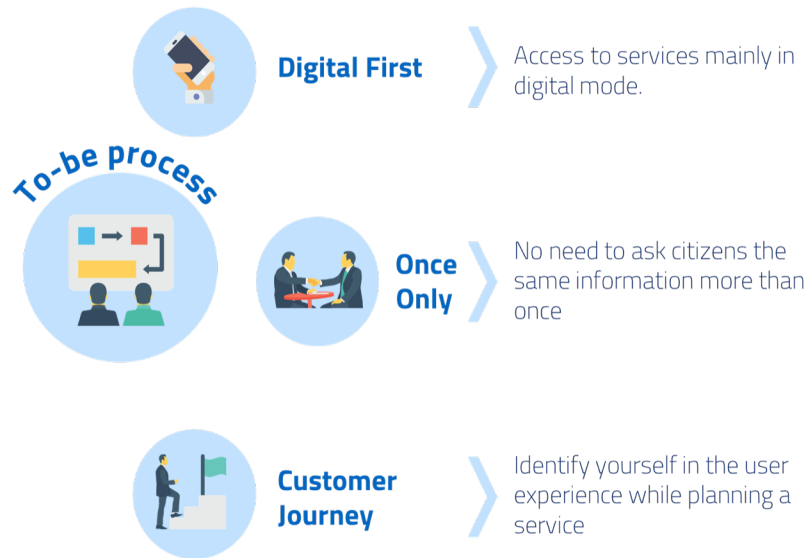 Digital First
Access to services mainly in
digital mode.
To-be process
Once
Only
No need to ask citizens the
same information more than
once
Customer
Journey
Identify yourself in the user
experience while planning a
service